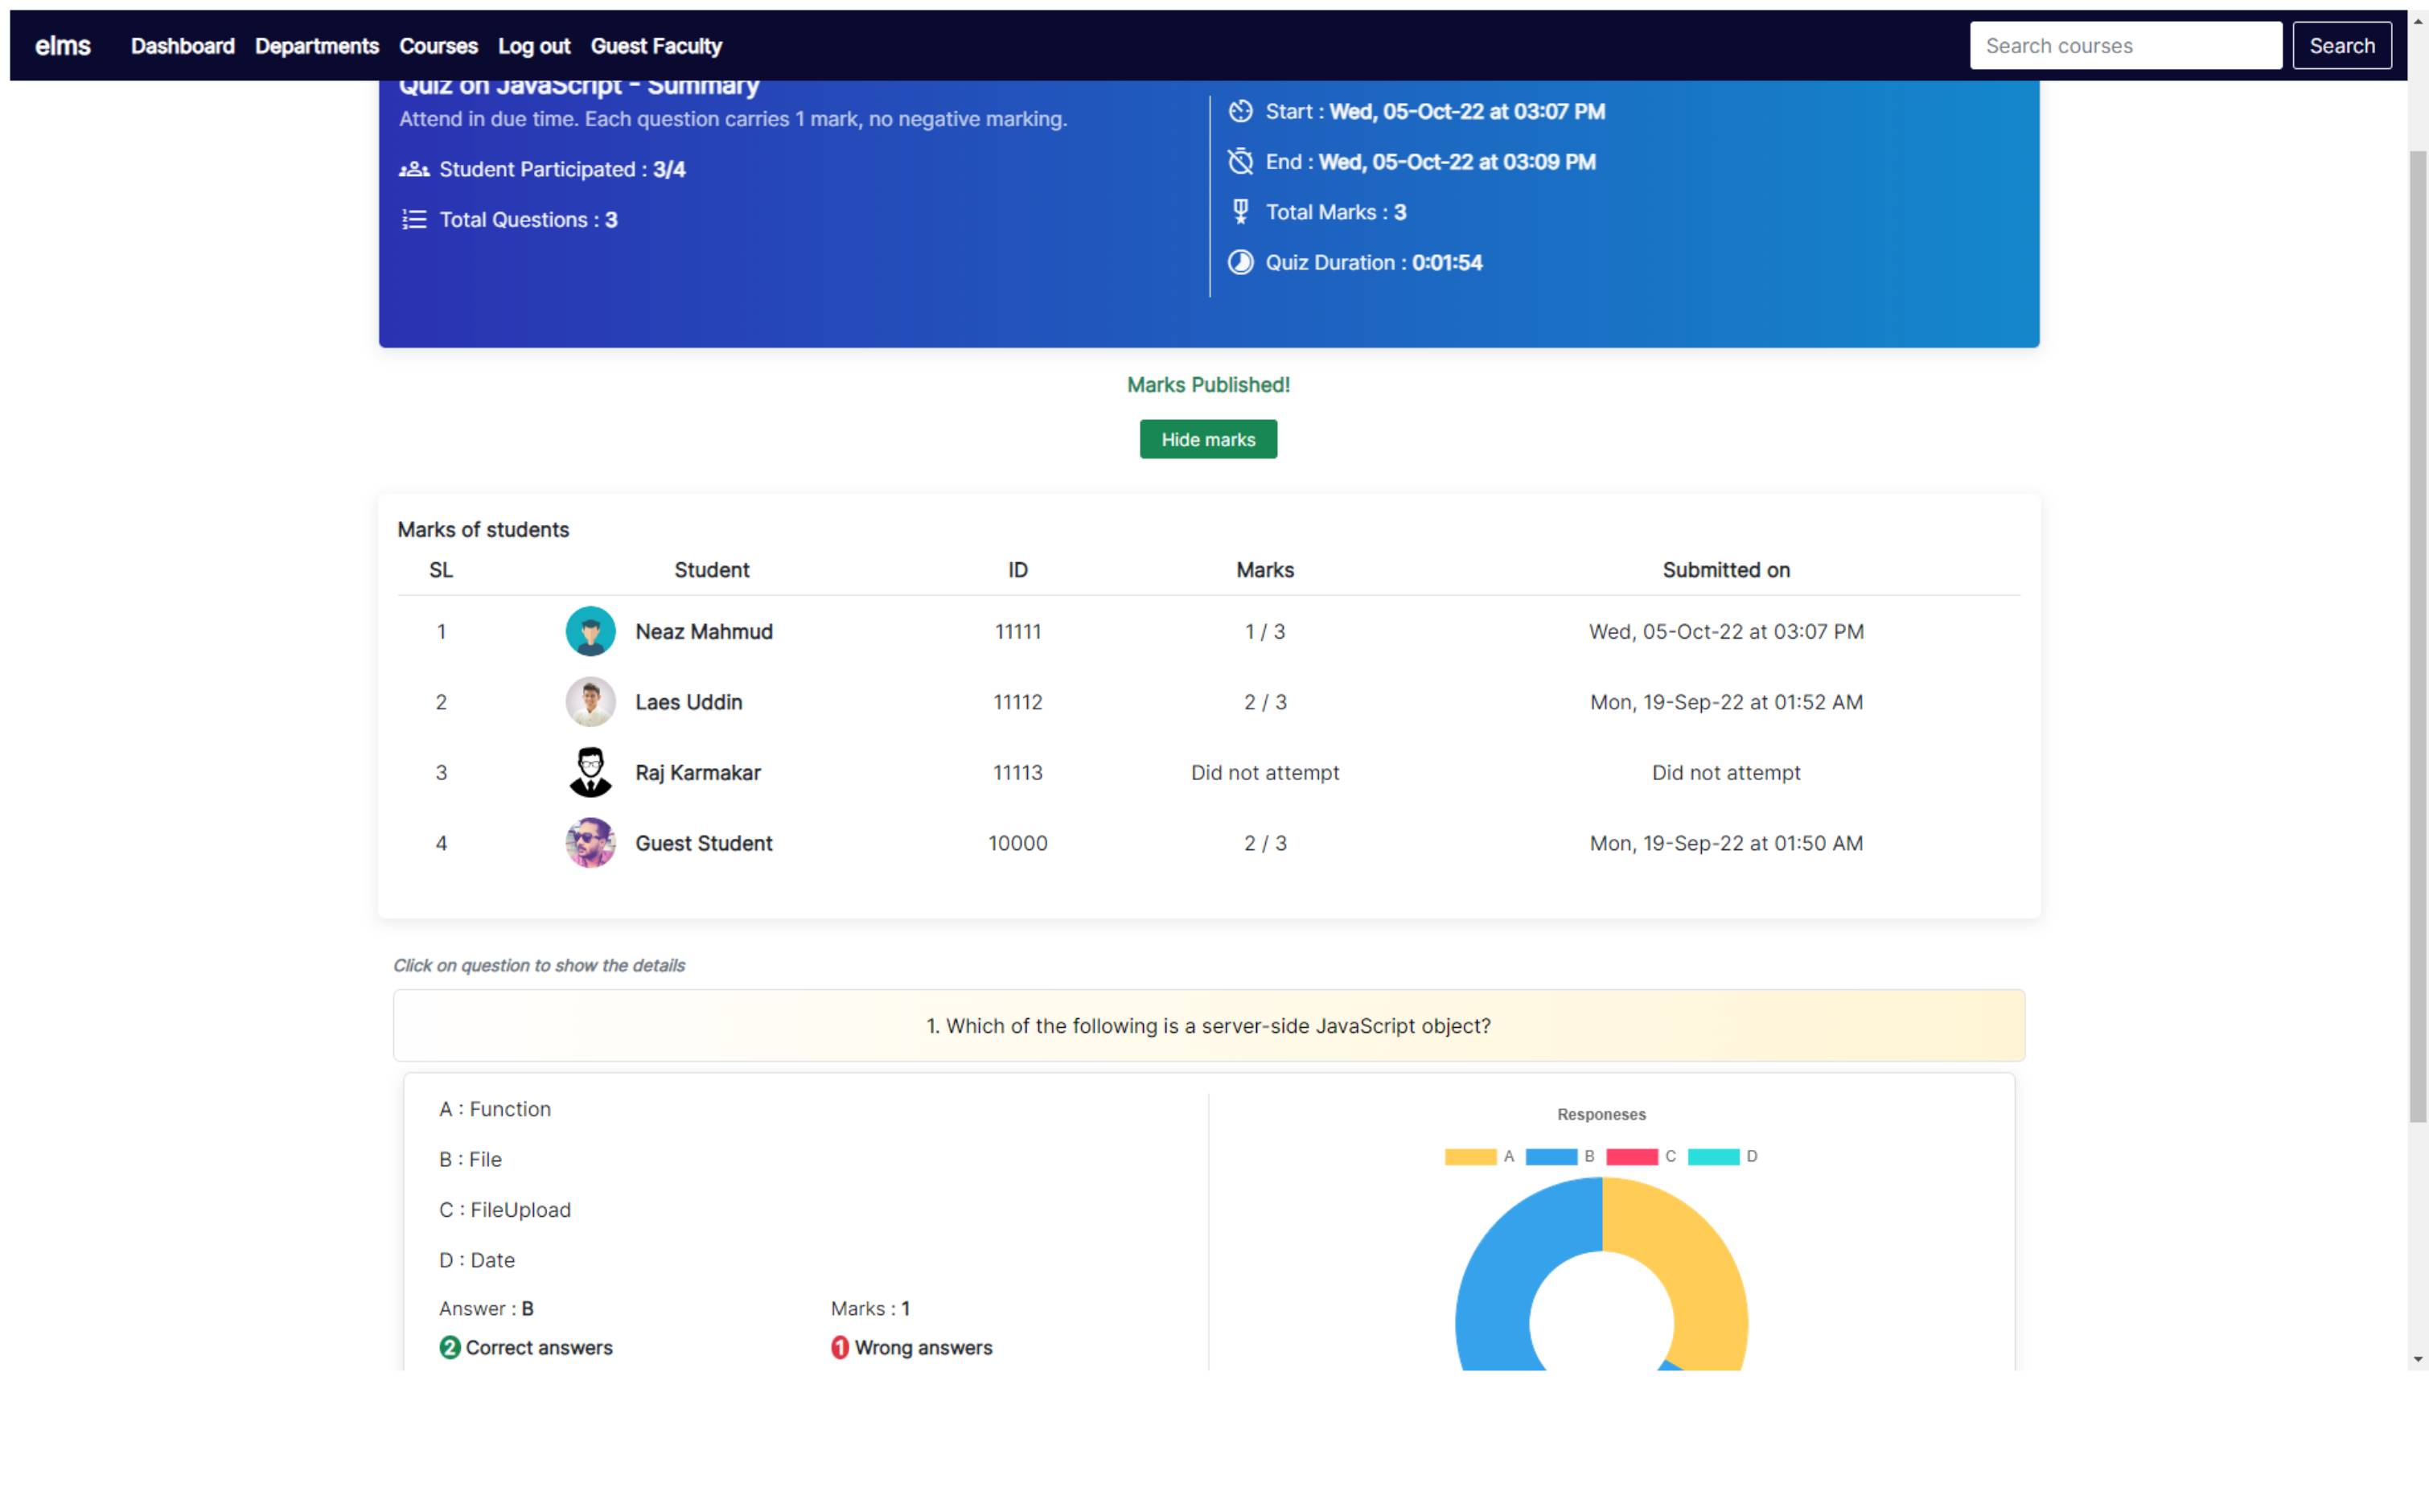 elms Dashboard Departments Courses Log out Guest Faculty Search courses Search
Quiz on JavaScript - Summary
Attend in due time. Each question carries 1 mark, no negative marking.
Student Participated : 3/4
Total Questions : 3
Start : Wed, 05-Oct-22 at 03:07 PM
End : Wed, 05-Oct-22 at 03:09 PM
Total Marks : 3
Quiz Duration : 0:01:54
Marks Published!
Hide marks
Marks of students
SL Student ID Marks Submitted on
1 Neaz Mahmud 11111 1 / 3 Wed, 05-Oct-22 at 03:07 PM
2 Laes Uddin 11112 2 / 3 Mon, 19-Sep-22 at 01:52 AM
3 Raj Karmakar 11113 Did not attempt Did not attempt
4 Guest Student 10000 2 / 3 Mon, 19-Sep-22 at 01:50 AM
Click on question to show the details
1. Which of the following is a server-side JavaScript object?
A : Function
B : File
C : FileUpload
D : Date
Answer : B Marks : 1
2 Correct answers 1 Wrong answers
Responeses
A B C D